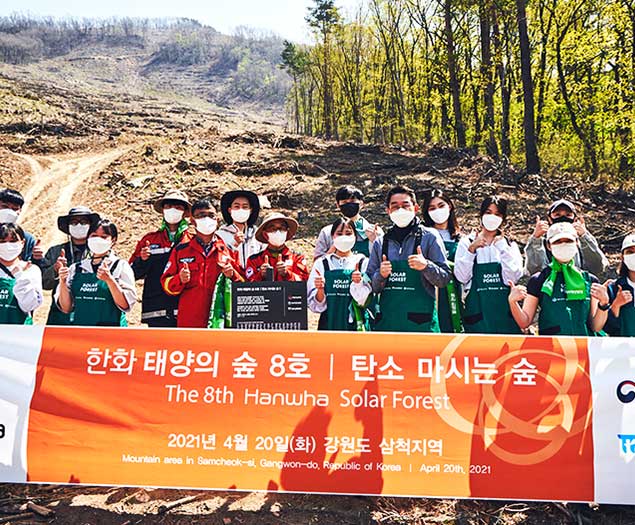 SOLAR
FOREST
SOLAR
FOREST
SOLAR
FOREST
SOLAR
FOREST
SOLAR
FOREST
한화 태양의 숲 8호 | 탄소 마시는 숲
The 8th Hanwha Solar Forest
2021년 4월 20일(화) 강원도 삼척지역
Mountain area in Samcheok-si, Gangwon-do, Republic of Korea | April 20th, 2021